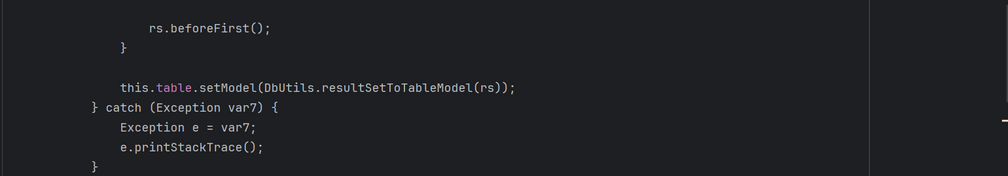 rs.beforeFirst();
}
this.table.setModel(DbUtils.resultSetToTableModel(rs));
} catch (Exception var7) {
Exception e = var7;
e.printStackTrace();
}